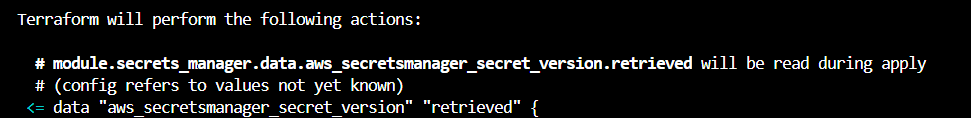 Terraform will perform the following actions:
# module.secrets_manager.data.aws_secretsmanager_secret_version.retrieved will be read during apply
# (config refers to values not yet known)
<= data "aws_secretsmanager_secret_version" "retrieved" {